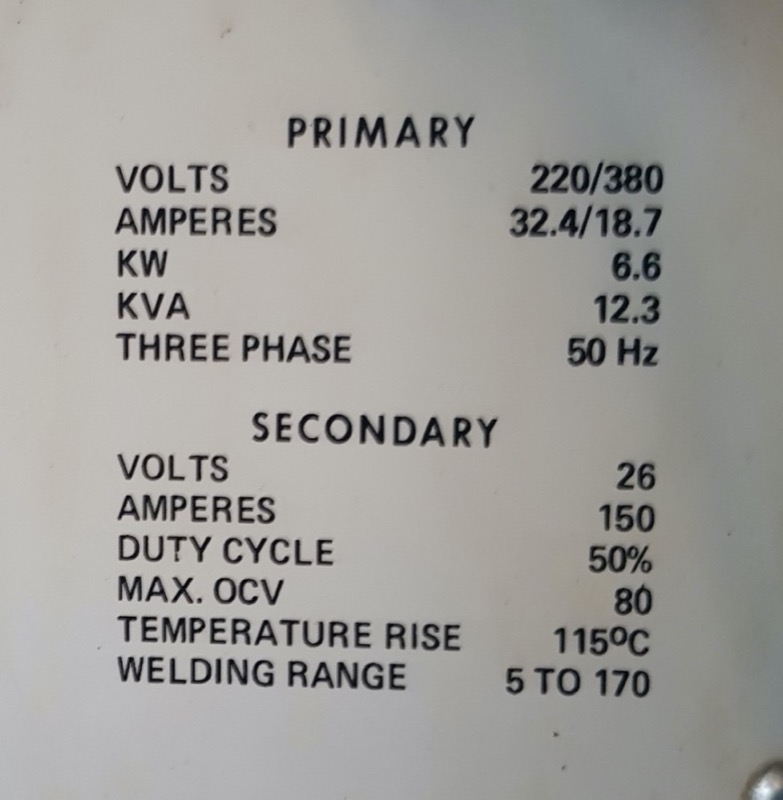 PRIMARY
VOLTS 220/380
AMPERES 32.4/18.7
KW 6.6
KVA 12.3
THREE PHASE 50 Hz
SECONDARY
VOLTS 26
AMPERES 150
DUTY CYCLE 50%
MAX. OCV 80
TEMPERATURE RISE 115ºC
WELDING RANGE 5 TO 170